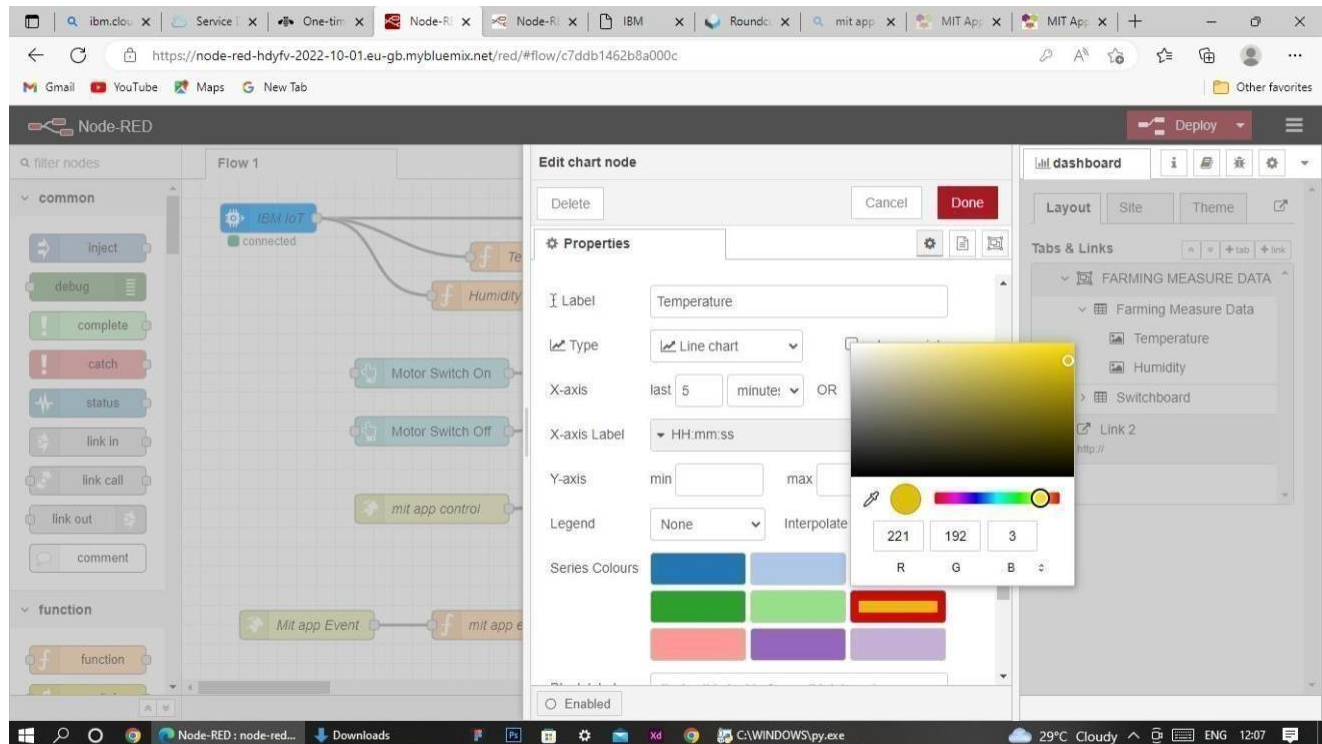 ibm.clou
Service
One-tim
Node-R
Node-R
IBM
Roundc
mit app
MIT App
MIT App
https://node-red-hdyfv-2022-10-01.eu-gb.mybluemix.net/red/#flow/c7ddb1462b8a000c
Gmail YouTube Maps New Tab Other favorites
Node-RED Deploy
filter nodes
common
inject
debug
complete
catch
status
link in
link call
link out
comment
function
function
Flow 1
IBM IoT
connected
Te
Humidity
Motor Switch On
Motor Switch Off
mit app control
Mit app Event
mit app e
Edit chart node
Delete Cancel Done
Properties
Label Temperature
Type Line chart
X-axis last 5 minutes OR
X-axis Label HH:mm:ss
Y-axis min max
Legend None Interpolate
Series Colours
221 192 3
R G B
Enabled
dashboard
Layout Site Theme
Tabs & Links +tab +link
FARMING MEASURE DATA
Farming Measure Data
Temperature
Humidity
Switchboard
Link 2
http://
Node-RED : node-red... Downloads Ps Xd C:\WINDOWS\py.exe 29°C Cloudy ENG 12:07